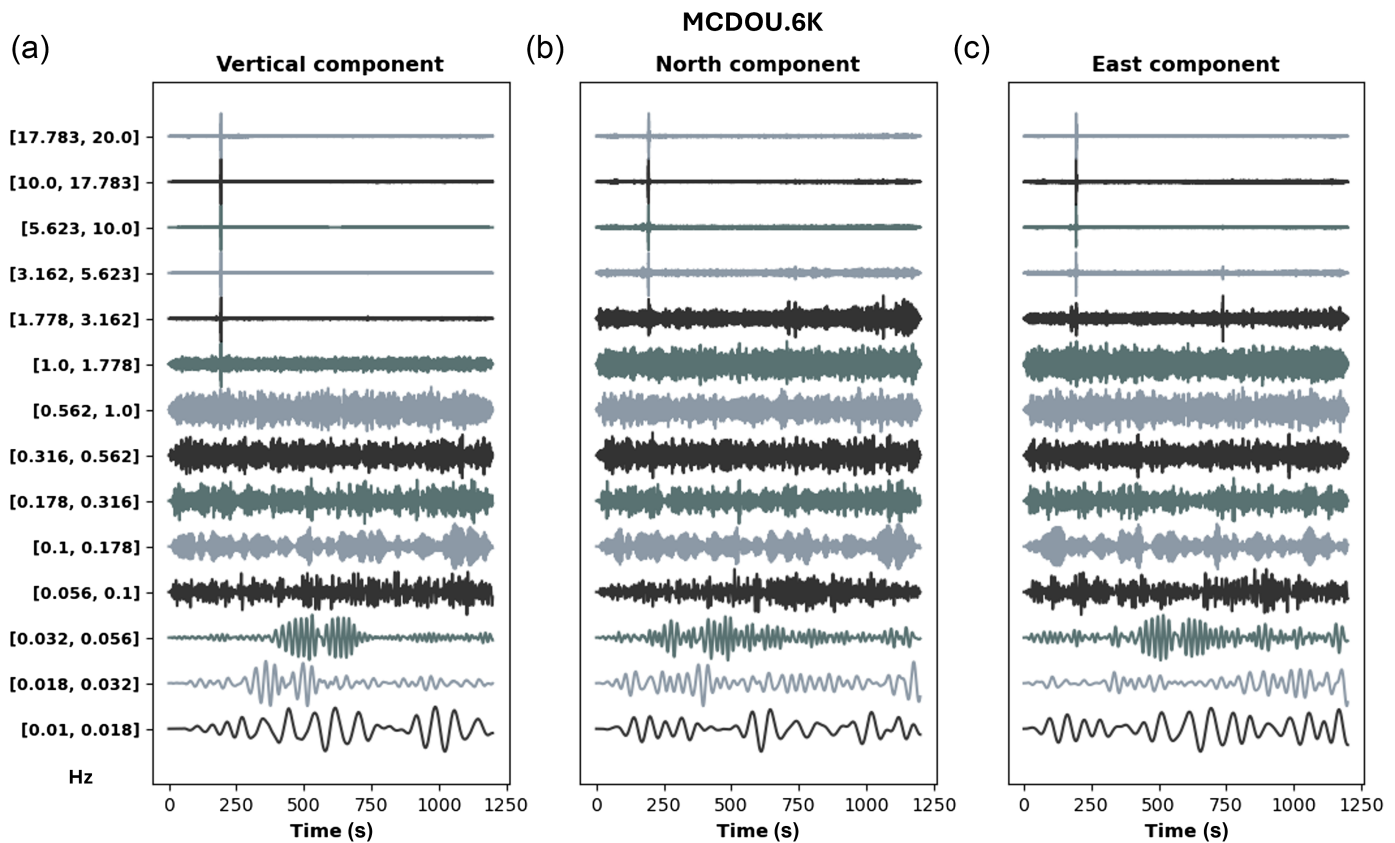 MCDOU.6K
(a)
(b)
(c)
Vertical component
North component
East component
[17.783, 20.0]
[10.0, 17.783]
[5.623, 10.0]
[3.162, 5.623]
[1.778, 3.162]
[1.0, 1.778]
[0.562, 1.0]
[0.316, 0.562]
[0.178, 0.316]
[0.1, 0.178]
[0.056, 0.1]
[0.032, 0.056]
[0.018, 0.032]
[0.01, 0.018]
Hz
0 250 500 750 1000 1250
0 250 500 750 1000 1250
0 250 500 750 1000 1250
Time (s)
Time (s)
Time (s)